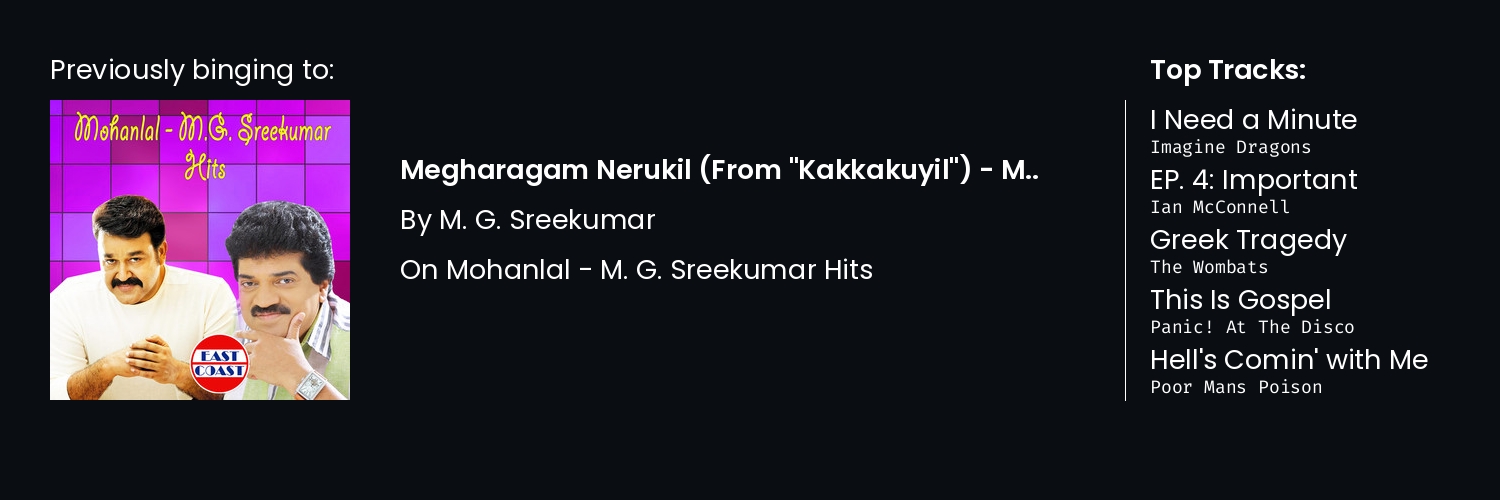 Previously binging to:
Mohanlal - M.G. Sreekumar
Hits
EAST
COAST
Megharagam Nerukil (From "Kakkakuyil") - M..
By M. G. Sreekumar
On Mohanlal - M. G. Sreekumar Hits
Top Tracks:
I Need a Minute
Imagine Dragons
EP. 4: Important
Ian McConnell
Greek Tragedy
The Wombats
This Is Gospel
Panic! At The Disco
Hell's Comin' with Me
Poor Mans Poison